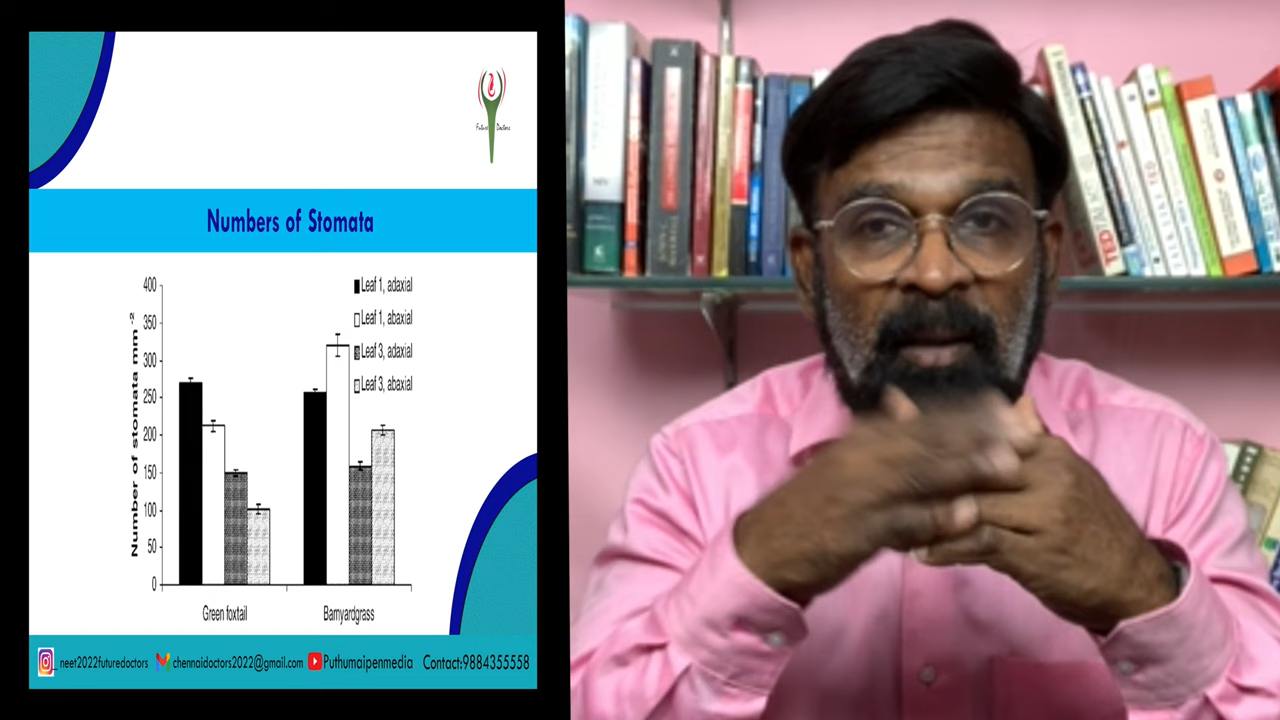 Future Doctors
Numbers of Stomata
Number of stomata mm -2
400
350
300
250
200
150
100
50
0
Leaf 1, adaxial
Leaf 1, abaxial
Leaf 3, adaxial
Leaf 3, abaxial
Green foxtail
Barnyardgrass
_neet2022futuredoctors
chennaidoctors2022@gmail.com
Puthumaipenmedia
Contact:9884355558
TED